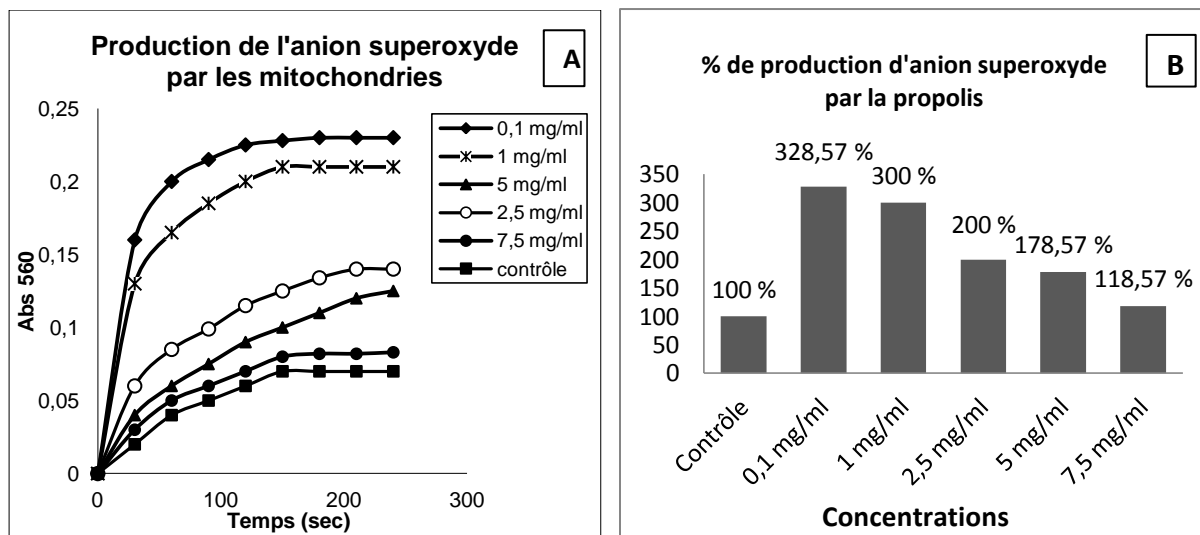 Production de l'anion superoxyde
par les mitochondries
A
0,25
0,2
0,15
0,1
0,05
0
Abs 560
0,1 mg/ml
1 mg/ml
5 mg/ml
2,5 mg/ml
7,5 mg/ml
contrôle
0 100 200 300
Temps (sec)
B
% de production d'anion superoxyde
par la propolis
350
300
250
200
150
100
50
0
100 %
328,57 %
300 %
200 %
178,57 %
118,57 %
Contrôle
0,1 mg/ml
1 mg/ml
2,5 mg/ml
5 mg/ml
7,5 mg/ml
Concentrations